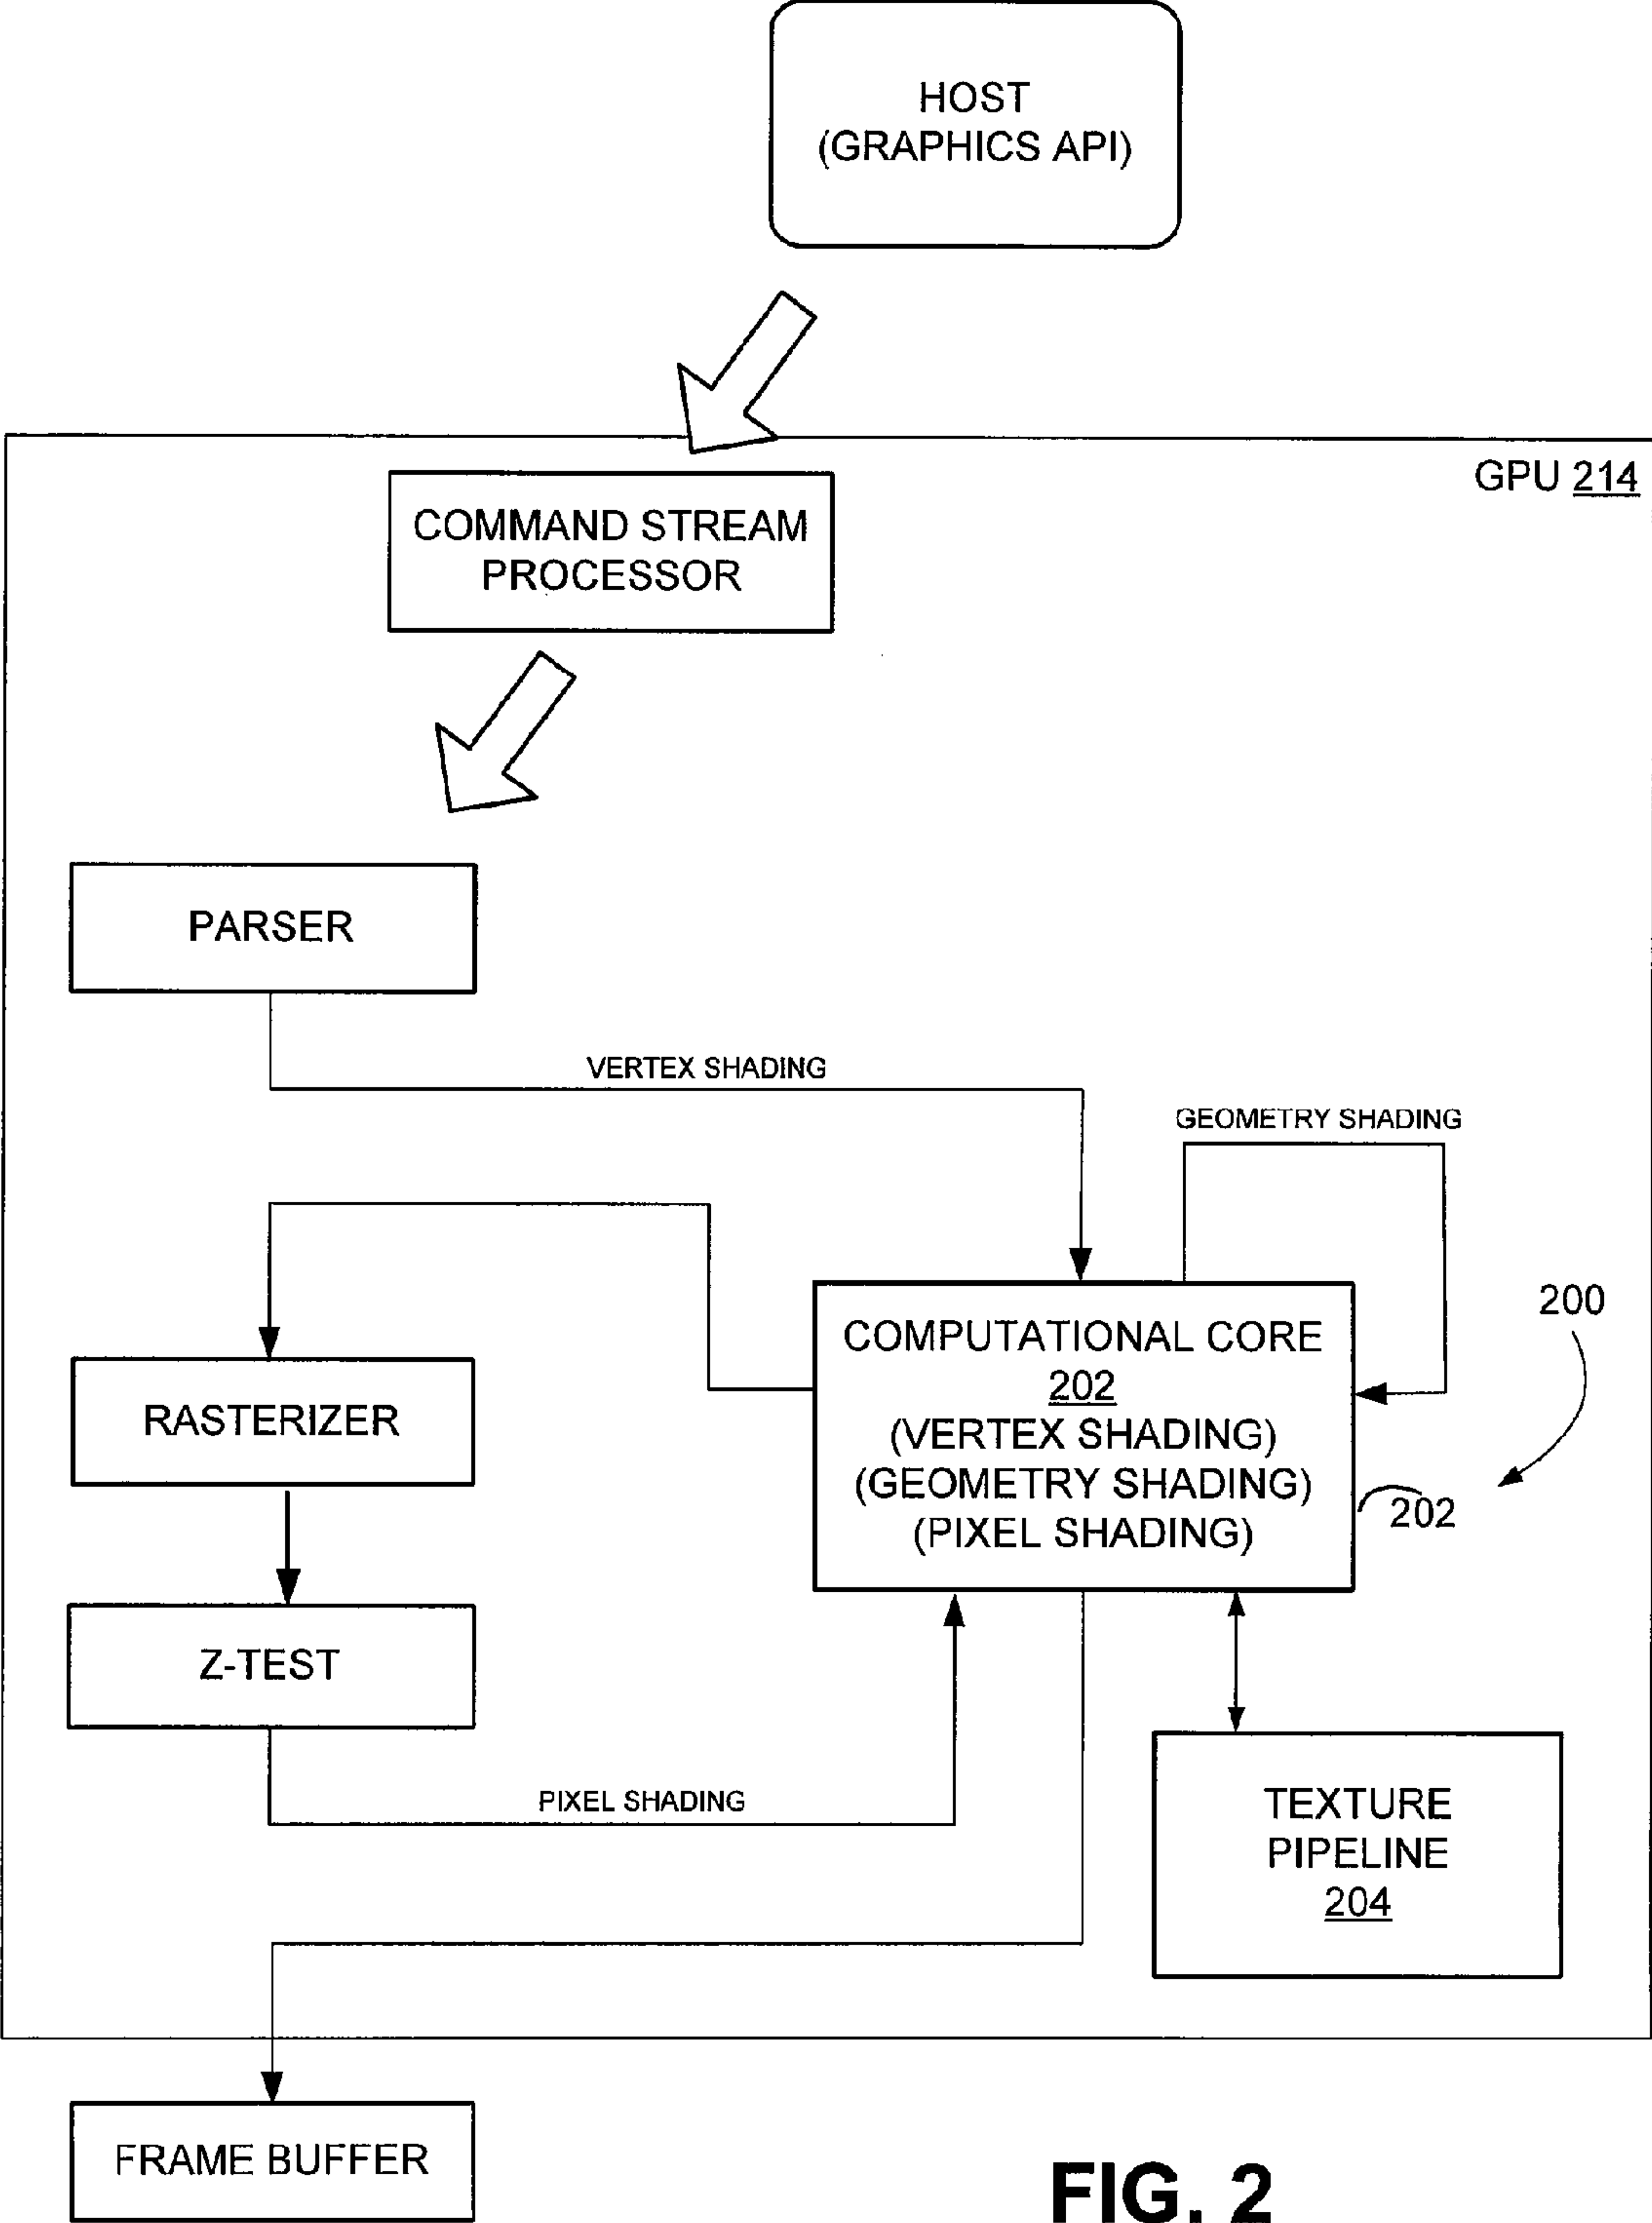 HOST
(GRAPHICS API)
GPU 214
COMMAND STREAM
PROCESSOR
PARSER
VERTEX SHADING
GEOMETRY SHADING
COMPUTATIONAL CORE
202
(VERTEX SHADING)
(GEOMETRY SHADING)
(PIXEL SHADING)
200
202
RASTERIZER
Z-TEST
PIXEL SHADING
TEXTURE
PIPELINE
204
FRAME BUFFER
FIG. 2